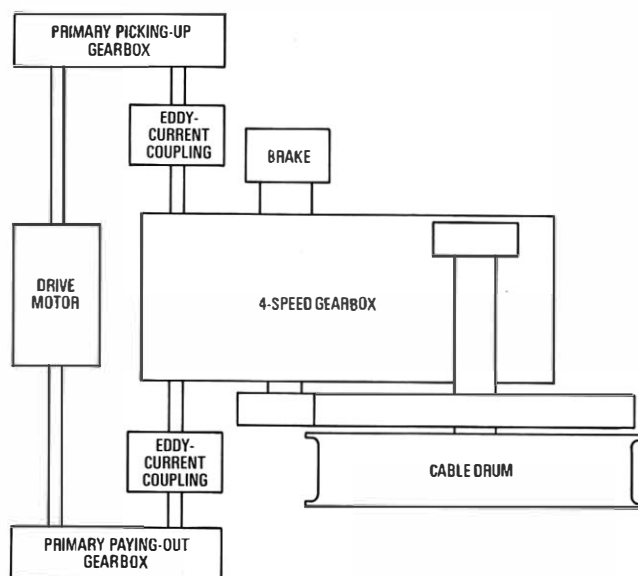 PRIMARY PICKING-UP
GEARBOX
EDDY-
CURRENT
COUPLING
BRAKE
DRIVE
MOTOR
4-SPEED GEARBOX
EDDY-
CURRENT
COUPLING
CABLE DRUM
PRIMARY PAYING-OUT
GEARBOX